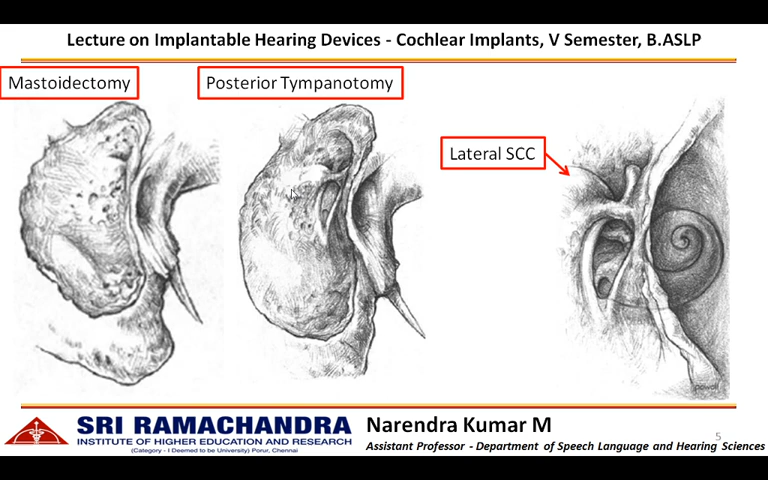 Lecture on Implantable Hearing Devices - Cochlear Implants, V Semester, B.ASLP
Mastoidectomy
Posterior Tympanotomy
Lateral SCC
SRI RAMACHANDRA
INSTITUTE OF HIGHER EDUCATION AND RESEARCH
(Category - I Deemed to be University) Porur, Chennai
Narendra Kumar M
5
Assistant Professor - Department of Speech Language and Hearing Sciences